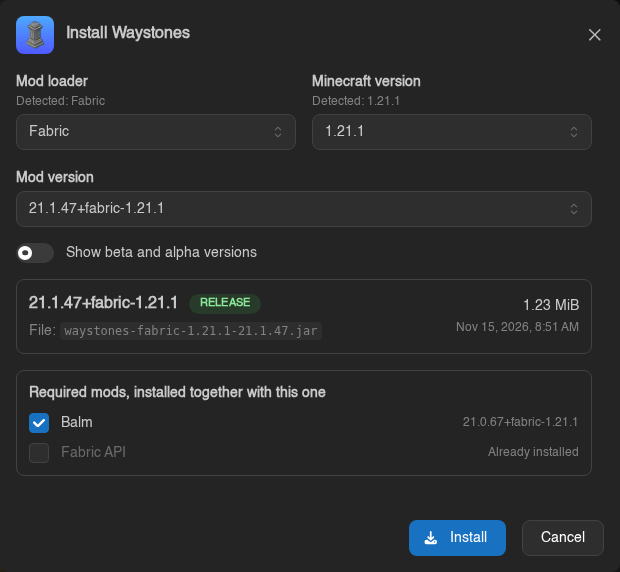 Install Waystones
Mod loader
Detected: Fabric
Fabric
Minecraft version
Detected: 1.21.1
1.21.1
Mod version
21.1.47+fabric-1.21.1
Show beta and alpha versions
21.1.47+fabric-1.21.1 RELEASE
1.23 MiB
File: waystones-fabric-1.21.1-21.1.47.jar
Nov 15, 2026, 8:51 AM
Required mods, installed together with this one
Balm 21.0.67+fabric-1.21.1
Fabric API Already installed
Install Cancel